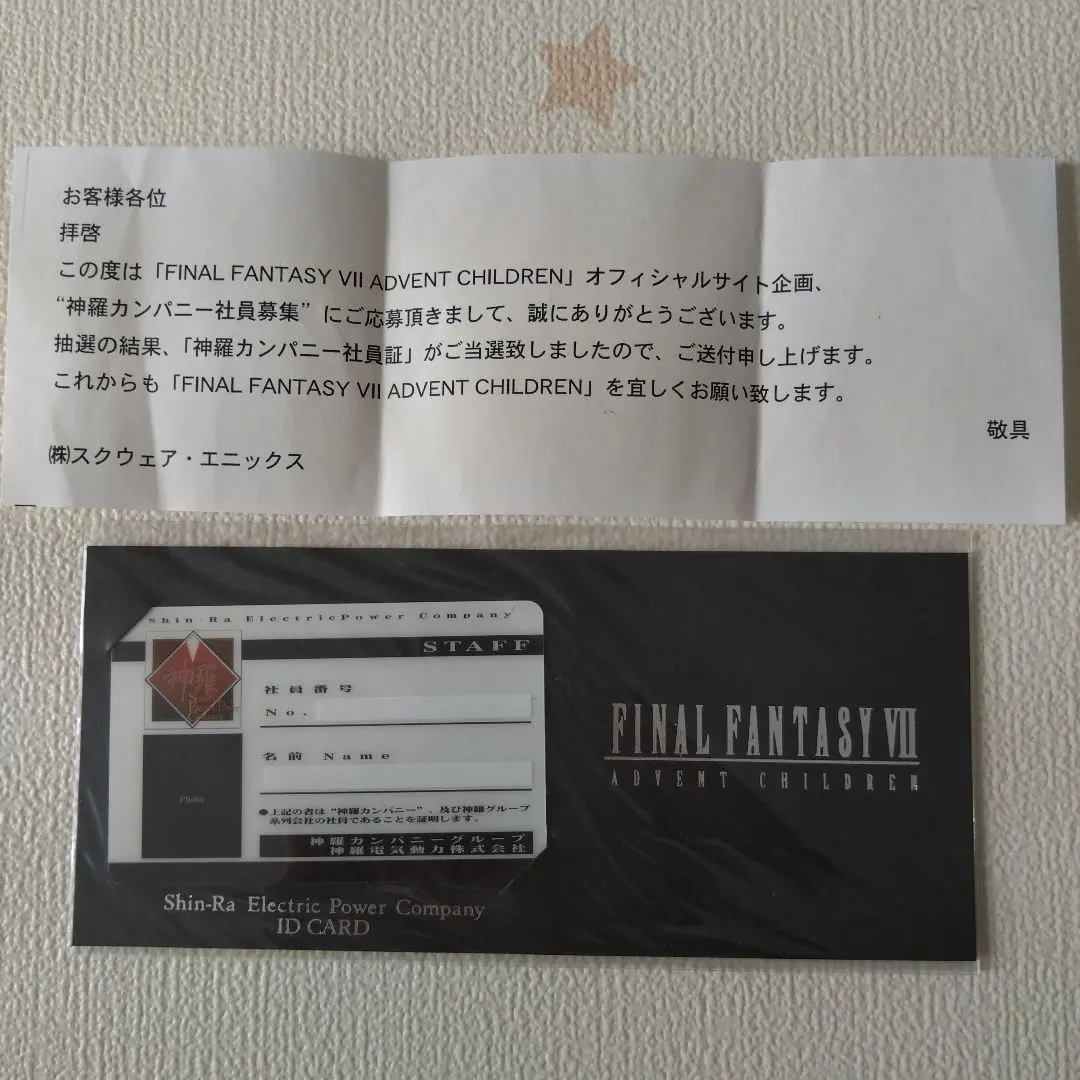 お客様各位
拝啓
この度は「FINAL FANTASY VII ADVENT CHILDREN」オフィシャルサイト企画、
“神羅カンパニー社員募集”にご応募頂きまして、誠にありがとうございます。
抽選の結果、「神羅カンパニー社員証」がご当選致しましたので、ご送付申し上げます。
これからも「FINAL FANTASY VII ADVENT CHILDREN」を宜しくお願い致します。
敬具
㈱スクウェア・エニックス
Shin-Ra ElectricPower Company
STAFF
神羅
社員番号
No.
名前 Name
Photo
●上記の者は“神羅カンパニー”、及び神羅グループ
系列会社の社員であることを証明します。
神羅カンパニーグループ
神羅電気動力株式会社
Shin-Ra Electric Power Company
ID CARD
FINAL FANTASY VII
ADVENT CHILDREN